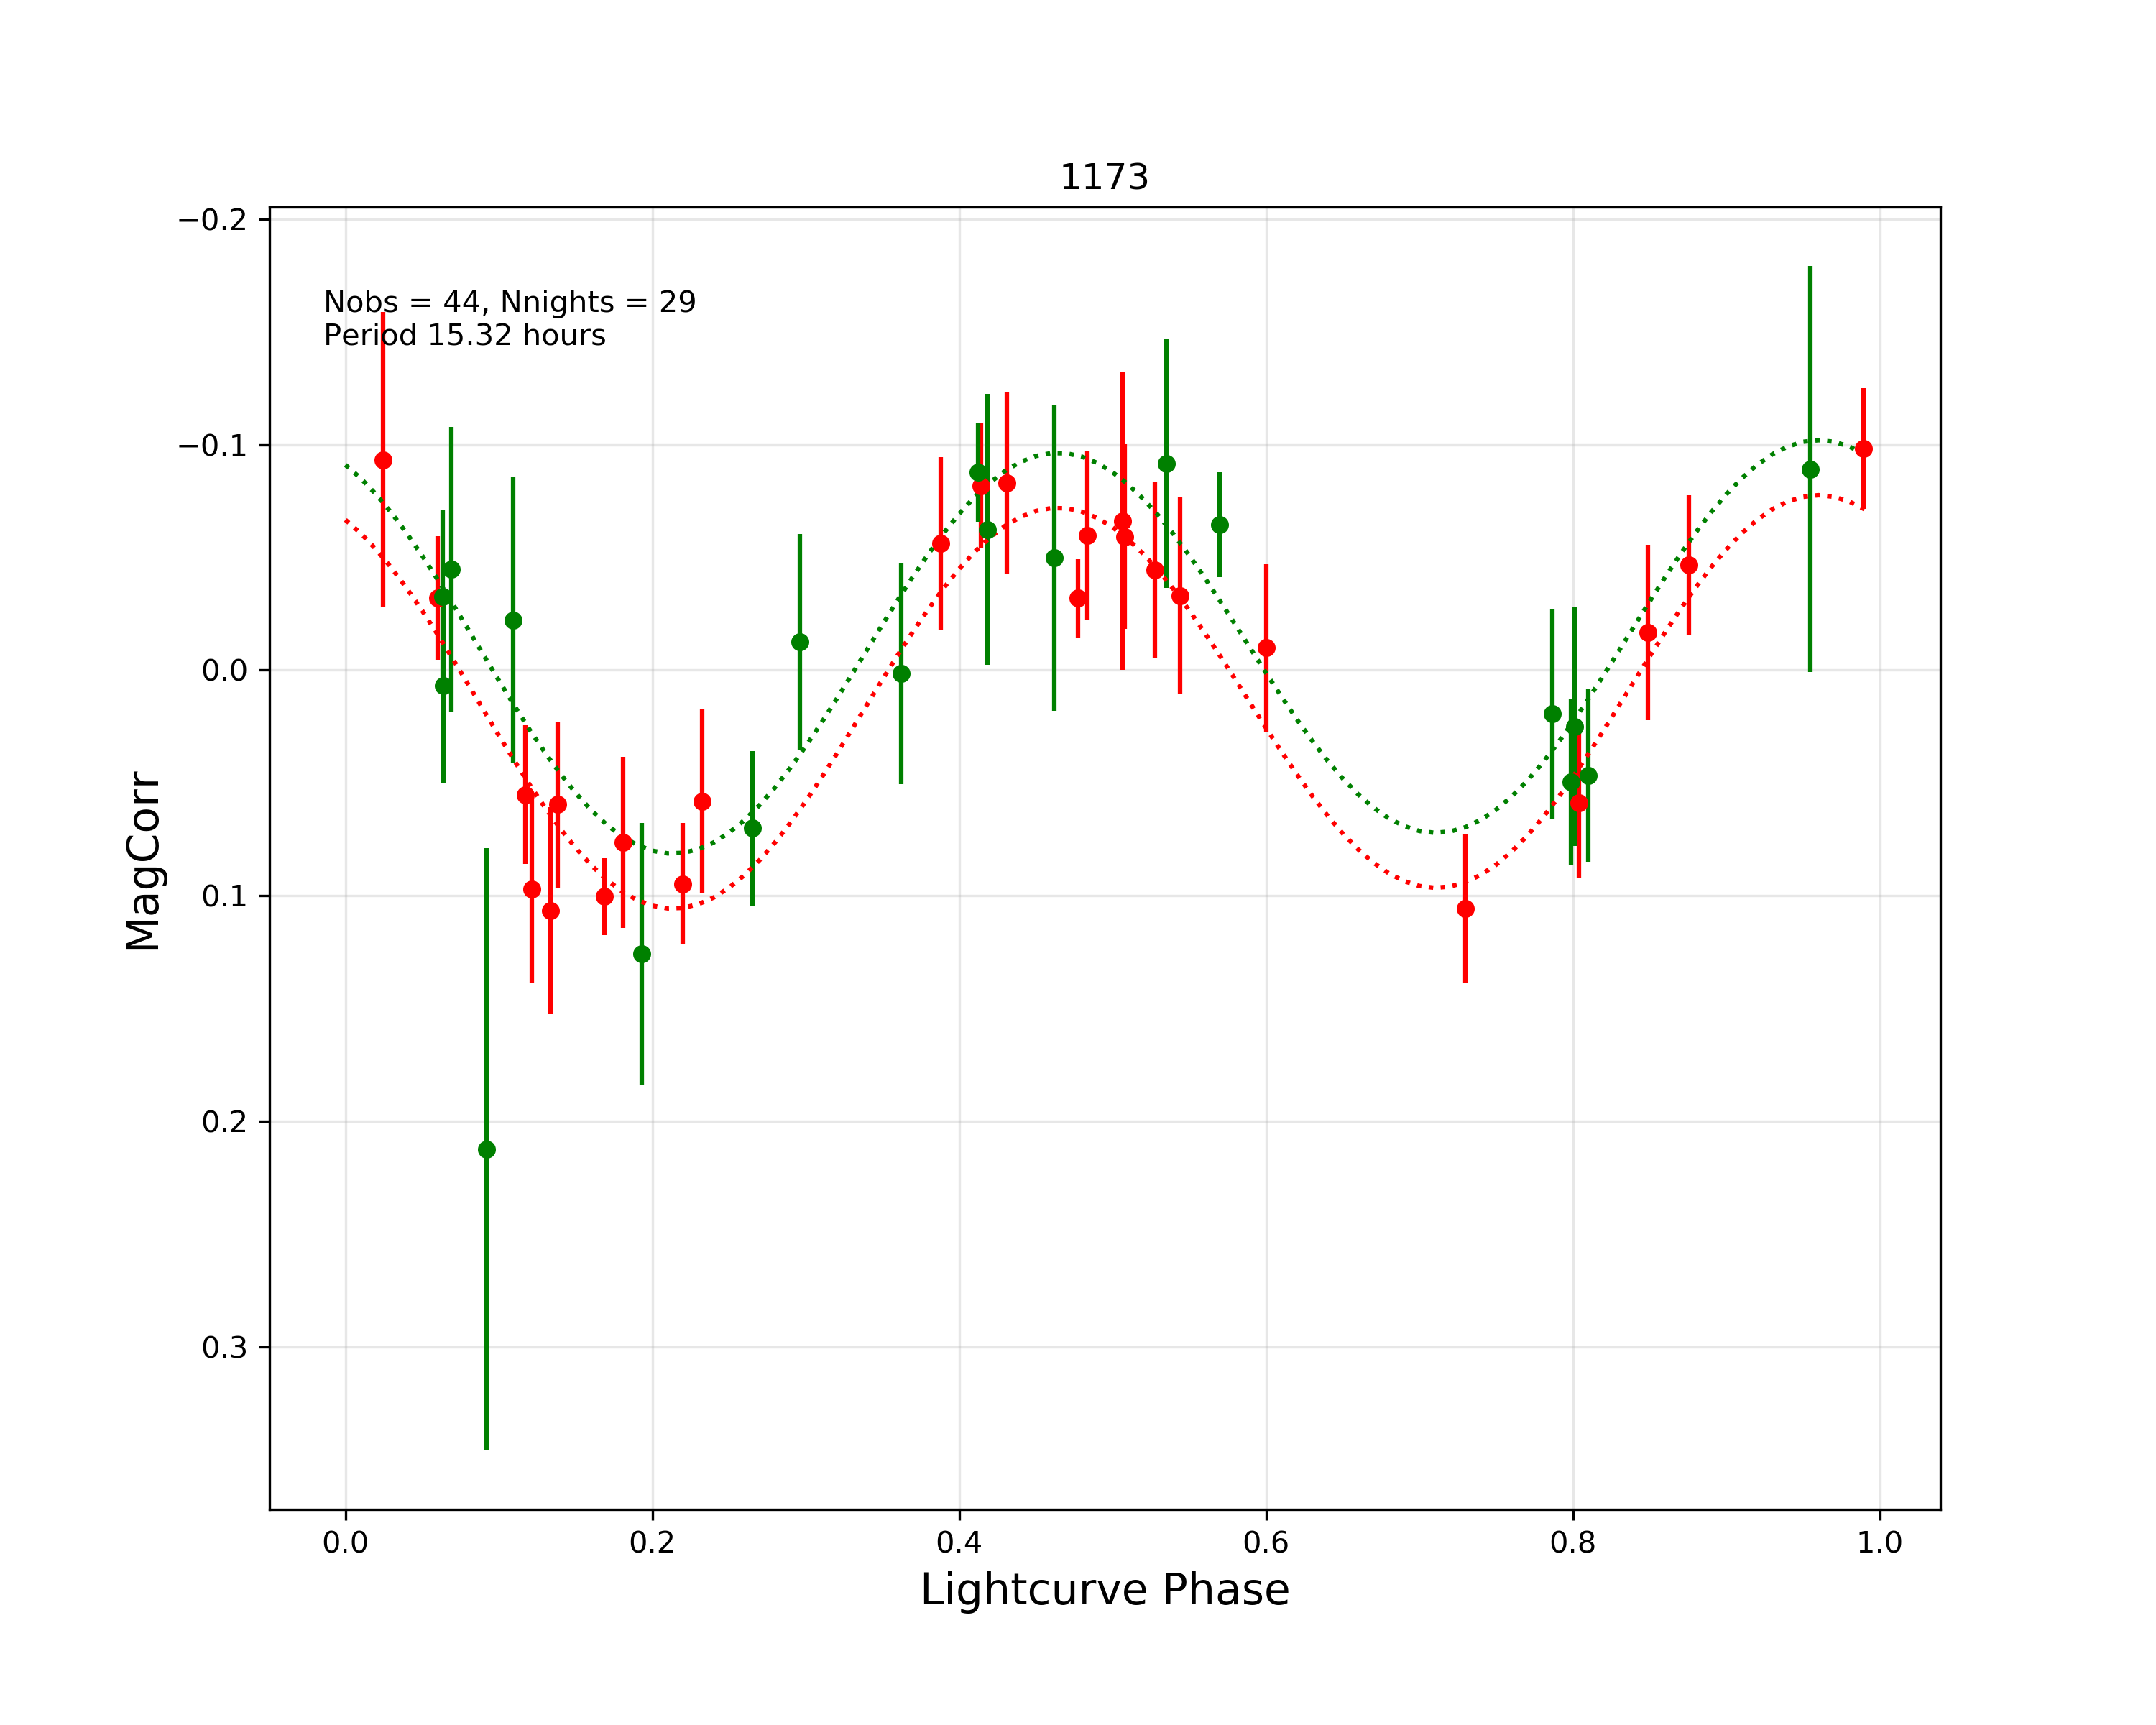 1173
Nobs = 44, Nnights = 29
Period 15.32 hours
−0.2
−0.1
0.0
0.1
0.2
0.3
MagCorr
0.0 0.2 0.4 0.6 0.8 1.0
Lightcurve Phase